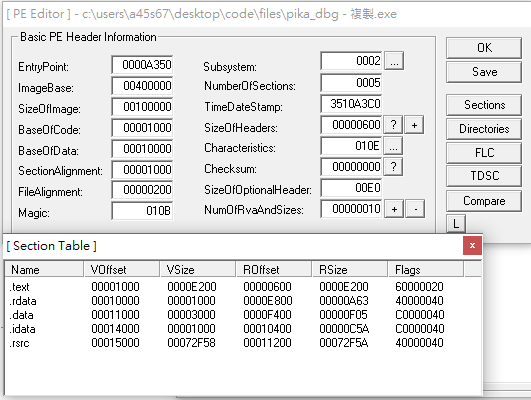 [ PE Editor ] - c:\users\a45s67\desktop\code\files\pika_dbg - 複製.exe
Basic PE Header Information
EntryPoint: 0000A350
ImageBase: 00400000
SizeOfImage: 00100000
BaseOfCode: 00001000
BaseOfData: 00010000
SectionAlignment: 00001000
FileAlignment: 00000200
Magic: 010B
Subsystem: 0002 ...
NumberOfSections: 0005
TimeDateStamp: 3510A3C0
SizeOfHeaders: 00000600 ? +
Characteristics: 010E ...
Checksum: 00000000 ?
SizeOfOptionalHeader: 00E0
NumOfRvaAndSizes: 00000010 + -
OK
Save
Sections
Directories
FLC
TDSC
Compare
L
[ Section Table ] x
Name VOffset VSize ROffset RSize Flags
.text 00001000 0000E200 00000600 0000E200 60000020
.rdata 00010000 00001000 0000E800 00000A63 40000040
.data 00011000 00003000 0000F400 00000F05 C0000040
.idata 00014000 00001000 00010400 00000C5A C0000040
.rsrc 00015000 00072F58 00011200 00072F5A 40000040